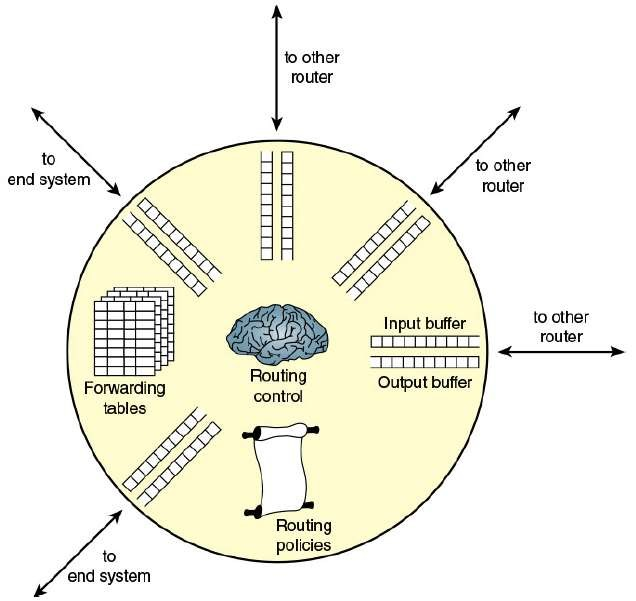 to other
router
to
end system
to other
router
to other
router
Input buffer
Output buffer
Routing
control
Forwarding
tables
Routing
policies
to
end system